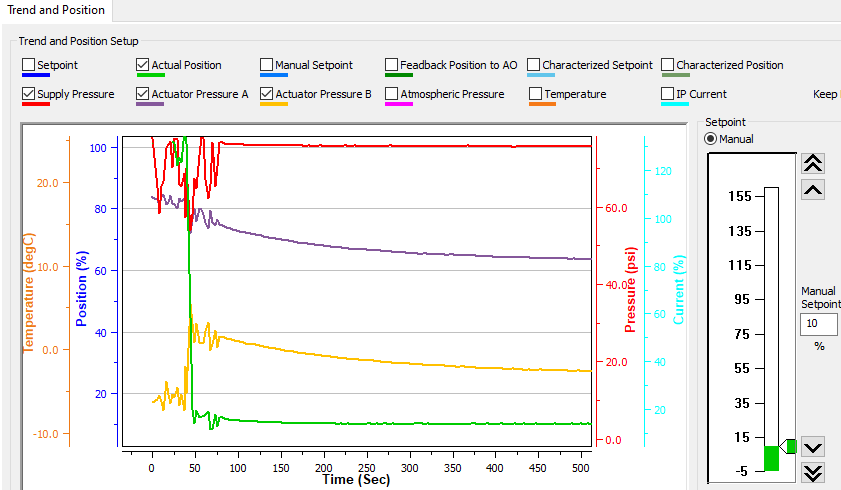 Trend and Position
Trend and Position Setup
Setpoint Actual Position Manual Setpoint Feadback Position to AO Characterized Setpoint Characterized Position
Supply Pressure Actuator Pressure A Actuator Pressure B Atmospheric Pressure Temperature IP Current Keep
Setpoint
Manual
Temperature (degC)
20.0
10.0
0.0
-10.0
Position (%)
100
80
60
40
20
Pressure (psi)
60.0
40.0
20.0
0.0
Current (%)
120
100
80
60
40
20
0 50 100 150 200 250 300 350 400 450 500
Time (Sec)
155
135
115
95
75
55
35
15
-5
Manual
Setpoint
10
%